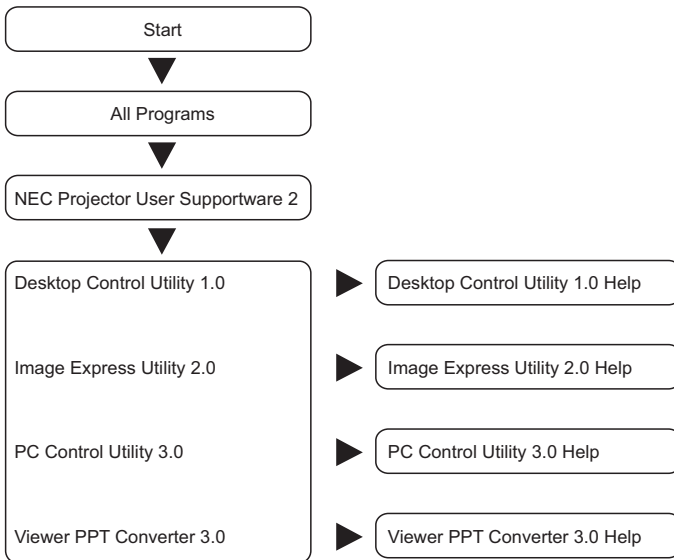 Start
All Programs
NEC Projector User Supportware 2
Desktop Control Utility 1.0
Desktop Control Utility 1.0 Help
Image Express Utility 2.0
Image Express Utility 2.0 Help
PC Control Utility 3.0
PC Control Utility 3.0 Help
Viewer PPT Converter 3.0
Viewer PPT Converter 3.0 Help